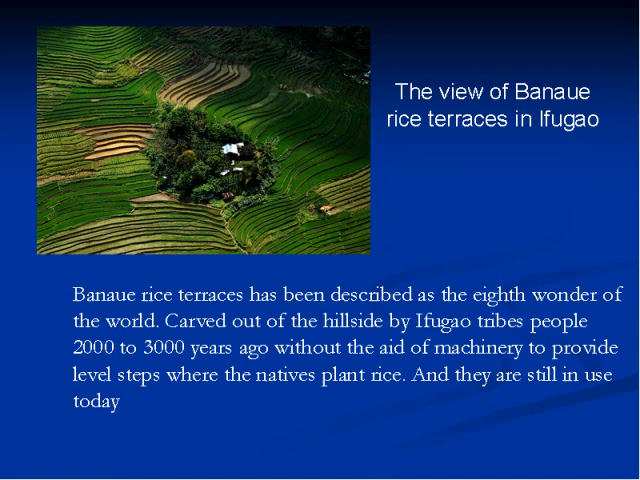 The view of Banaue
rice terraces in Ifugao
Banaue rice terraces has been described as the eighth wonder of
the world. Carved out of the hillside by Ifugao tribes people
2000 to 3000 years ago without the aid of machinery to provide
level steps where the natives plant rice. And they are still in use
today